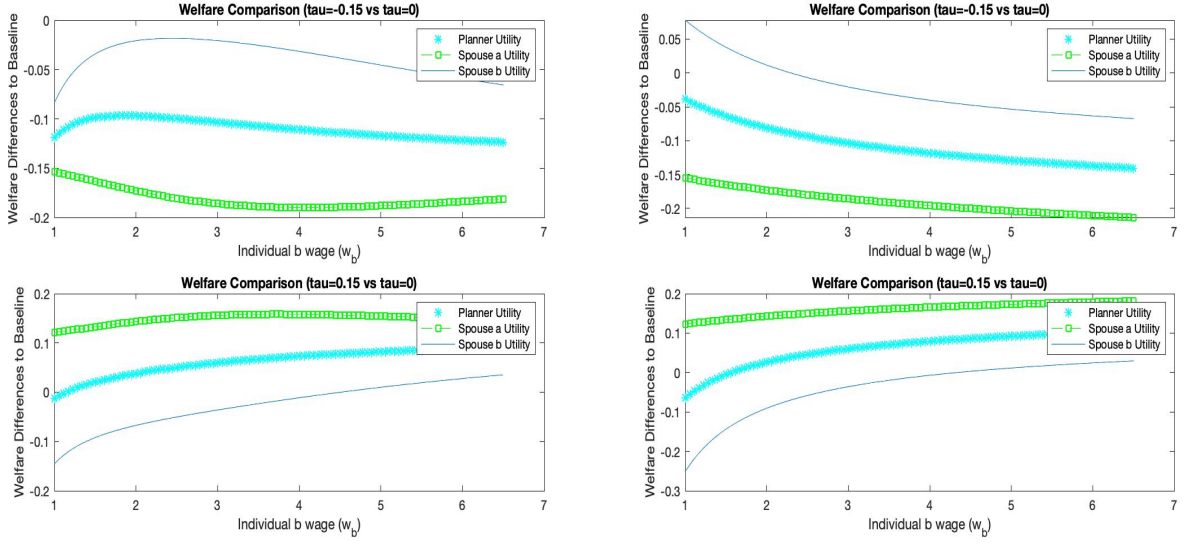 Welfare Comparison (tau=-0.15 vs tau=0)
Welfare Differences to Baseline
0
-0.05
-0.1
-0.15
-0.2
1 2 3 4 5 6 7
Individual b wage (w_b)
Planner Utility
Spouse a Utility
Spouse b Utility
Welfare Comparison (tau=-0.15 vs tau=0)
Welfare Differences to Baseline
0.05
0
-0.05
-0.1
-0.15
-0.2
1 2 3 4 5 6 7
Individual b wage (w_b)
Planner Utility
Spouse a Utility
Spouse b Utility
Welfare Comparison (tau=0.15 vs tau=0)
Welfare Differences to Baseline
0.2
0.1
0
-0.1
-0.2
1 2 3 4 5 6 7
Individual b wage (w_b)
Planner Utility
Spouse a Utility
Spouse b Utility
Welfare Comparison (tau=0.15 vs tau=0)
Welfare Differences to Baseline
0.2
0.1
0
-0.1
-0.2
-0.3
1 2 3 4 5 6 7
Individual b wage (w_b)
Planner Utility
Spouse a Utility
Spouse b Utility